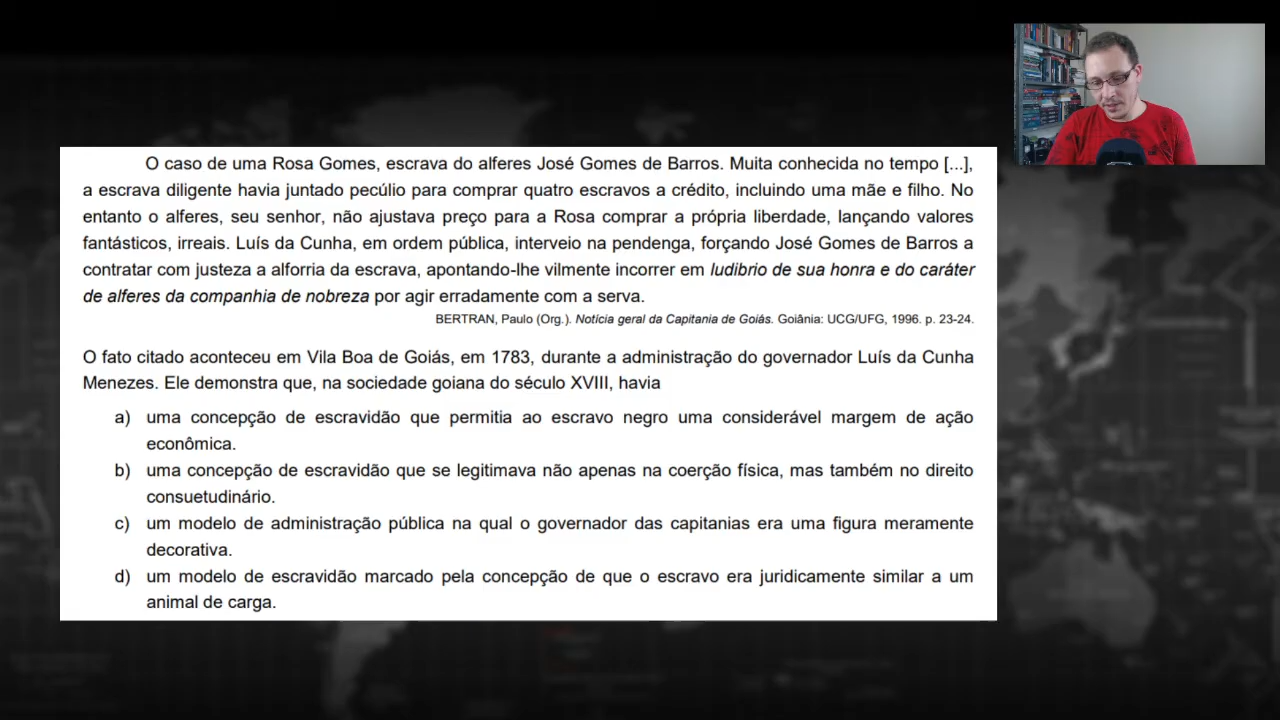 O caso de uma Rosa Gomes, escrava do alferes José Gomes de Barros. Muita conhecida no tempo [...],
a escrava diligente havia juntado pecúlio para comprar quatro escravos a crédito, incluindo uma mãe e filho. No
entanto o alferes, seu senhor, não ajustava preço para a Rosa comprar a própria liberdade, lançando valores
fantásticos, irreais. Luís da Cunha, em ordem pública, interveio na pendenga, forçando José Gomes de Barros a
contratar com justeza a alforria da escrava, apontando-lhe vilmente incorrer em ludibrio de sua honra e do caráter
de alferes da companhia de nobreza por agir erradamente com a serva.
BERTRAN, Paulo (Org.). Notícia geral da Capitania de Goiás. Goiânia: UCG/UFG, 1996. p. 23-24.
O fato citado aconteceu em Vila Boa de Goiás, em 1783, durante a administração do governador Luís da Cunha
Menezes. Ele demonstra que, na sociedade goiana do século XVIII, havia
a) uma concepção de escravidão que permitia ao escravo negro uma considerável margem de ação
econômica.
b) uma concepção de escravidão que se legitimava não apenas na coerção física, mas também no direito
consuetudinário.
c) um modelo de administração pública na qual o governador das capitanias era uma figura meramente
decorativa.
d) um modelo de escravidão marcado pela concepção de que o escravo era juridicamente similar a um
animal de carga.